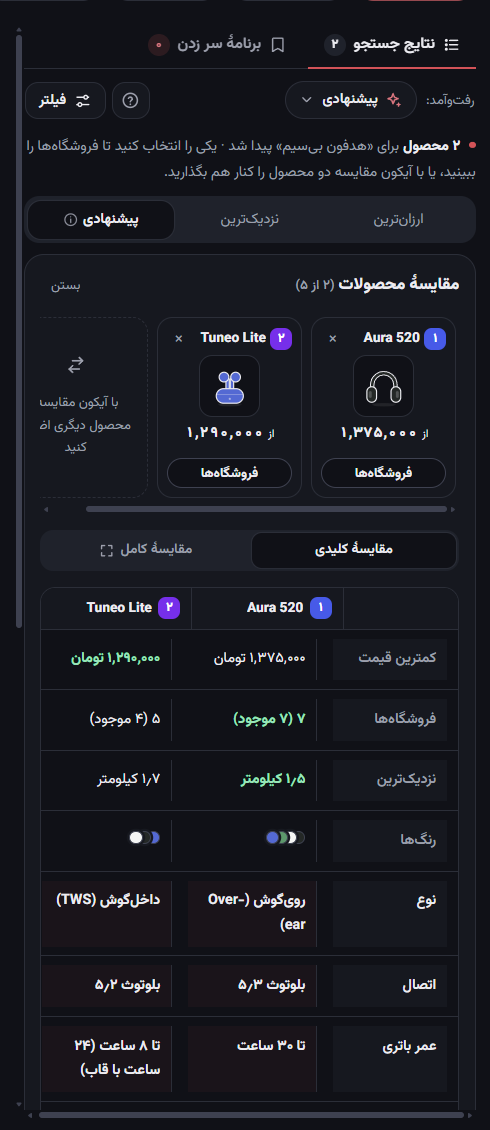 نتایج جستجو ۲
برنامهٔ سر زدن ۰
رفت‌وآمد: پیشنهادی
فیلتر
۲ محصول برای «هدفون بی‌سیم» پیدا شد · یکی را انتخاب کنید تا فروشگاه‌ها را
ببینید، یا با آیکون مقایسه دو محصول را کنار هم بگذارید.
ارزان‌ترین نزدیک‌ترین پیشنهادی
مقایسهٔ محصولات (۲ از ۵) بستن
۱ Aura 520 ×
از ۱,۳۷۵,۰۰۰
فروشگاه‌ها
۲ Tuneo Lite ×
از ۱,۲۹۰,۰۰۰
فروشگاه‌ها
با آیکون مقایسه
محصول دیگری
کنید
مقایسهٔ کلیدی مقایسهٔ کامل
۱ Aura 520 ۲ Tuneo Lite
کمترین قیمت ۱,۳۷۵,۰۰۰ تومان ۱,۲۹۰,۰۰۰ تومان
فروشگاه‌ها ۷ (۷ موجود) ۵ (۴ موجود)
نزدیک‌ترین ۱٫۵ کیلومتر ۱٫۷ کیلومتر
رنگ‌ها
نوع روی‌گوش (Over-ear) داخل‌گوش (TWS)
اتصال بلوتوث ۵٫۳ بلوتوث ۵٫۲
عمر باتری تا ۳۰ ساعت تا ۸ ساعت (۲۴
ساعت با قاب)